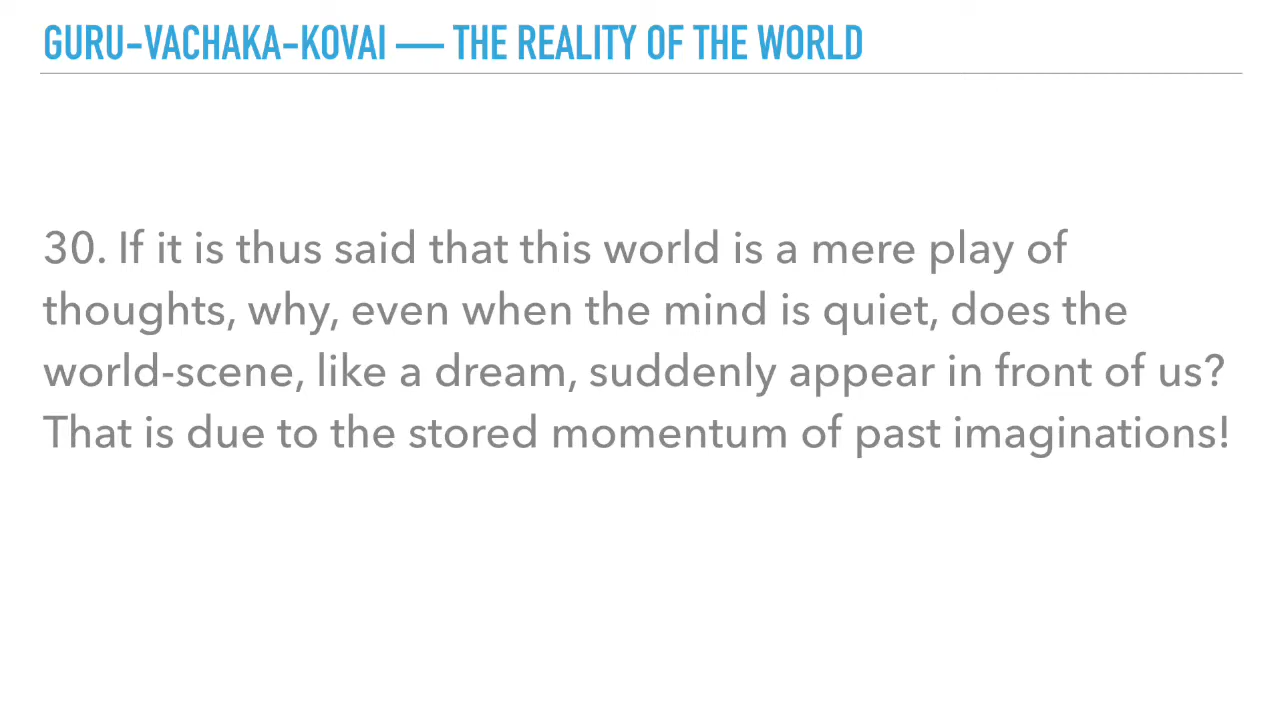 GURU-VACHAKA-KOVAI — THE REALITY OF THE WORLD
30. If it is thus said that this world is a mere play of
thoughts, why, even when the mind is quiet, does the
world-scene, like a dream, suddenly appear in front of us?
That is due to the stored momentum of past imaginations!